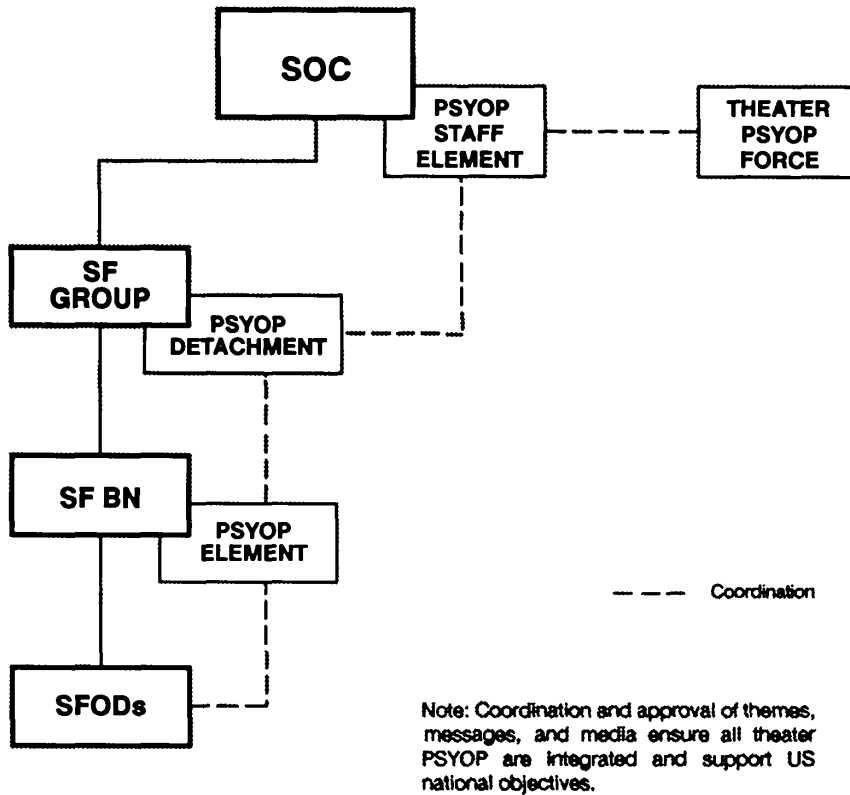 SOC
PSYOP
STAFF
ELEMENT
THEATER
PSYOP
FORCE
SF
GROUP
PSYOP
DETACHMENT
SF BN
PSYOP
ELEMENT
Coordination
SFODs
Note: Coordination and approval of themes,
messages, and media ensure all theater
PSYOP are integrated and support US
national objectives.